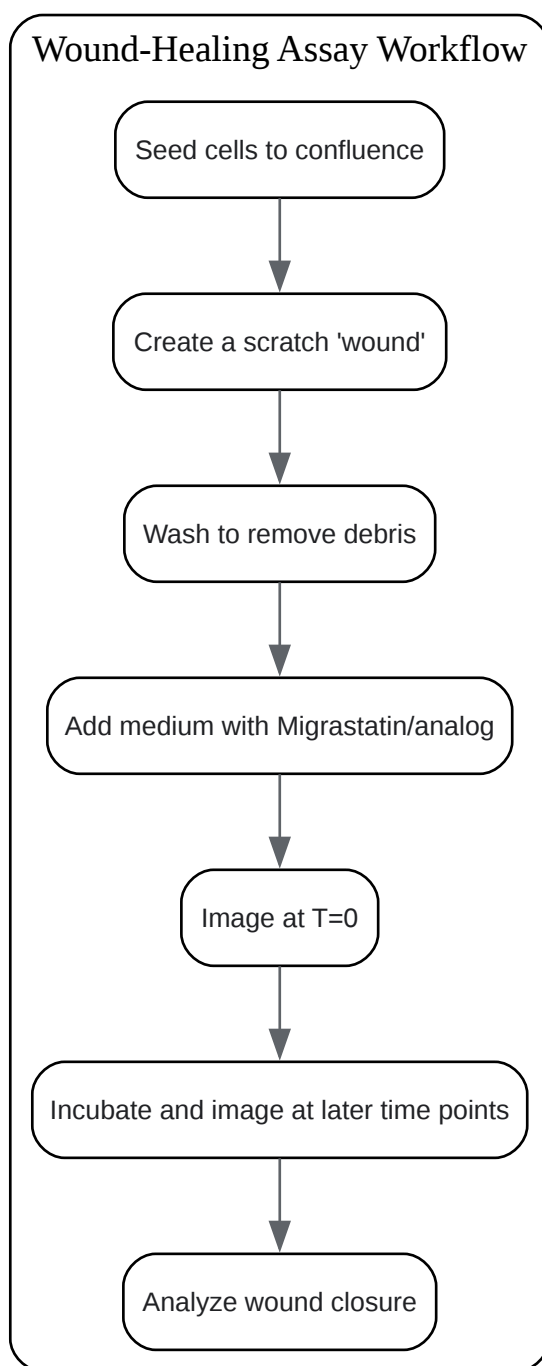 Wound-Healing Assay Workflow
Seed cells to confluence
Create a scratch 'wound'
Wash to remove debris
Add medium with Migrastatin/analog
Image at T=0
Incubate and image at later time points
Analyze wound closure